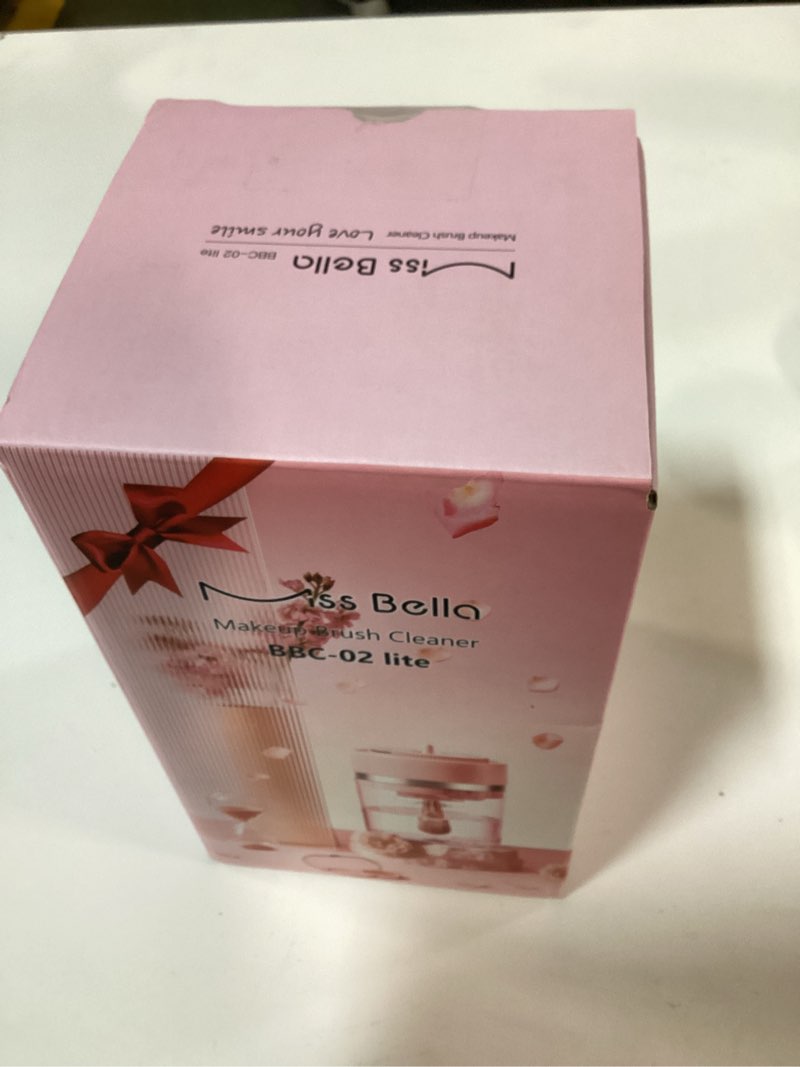 Miss Bella BBC-02 lite
Makeup Brush Cleaner Love your smile
Miss Bella
Makeup Brush Cleaner
BBC-02 lite